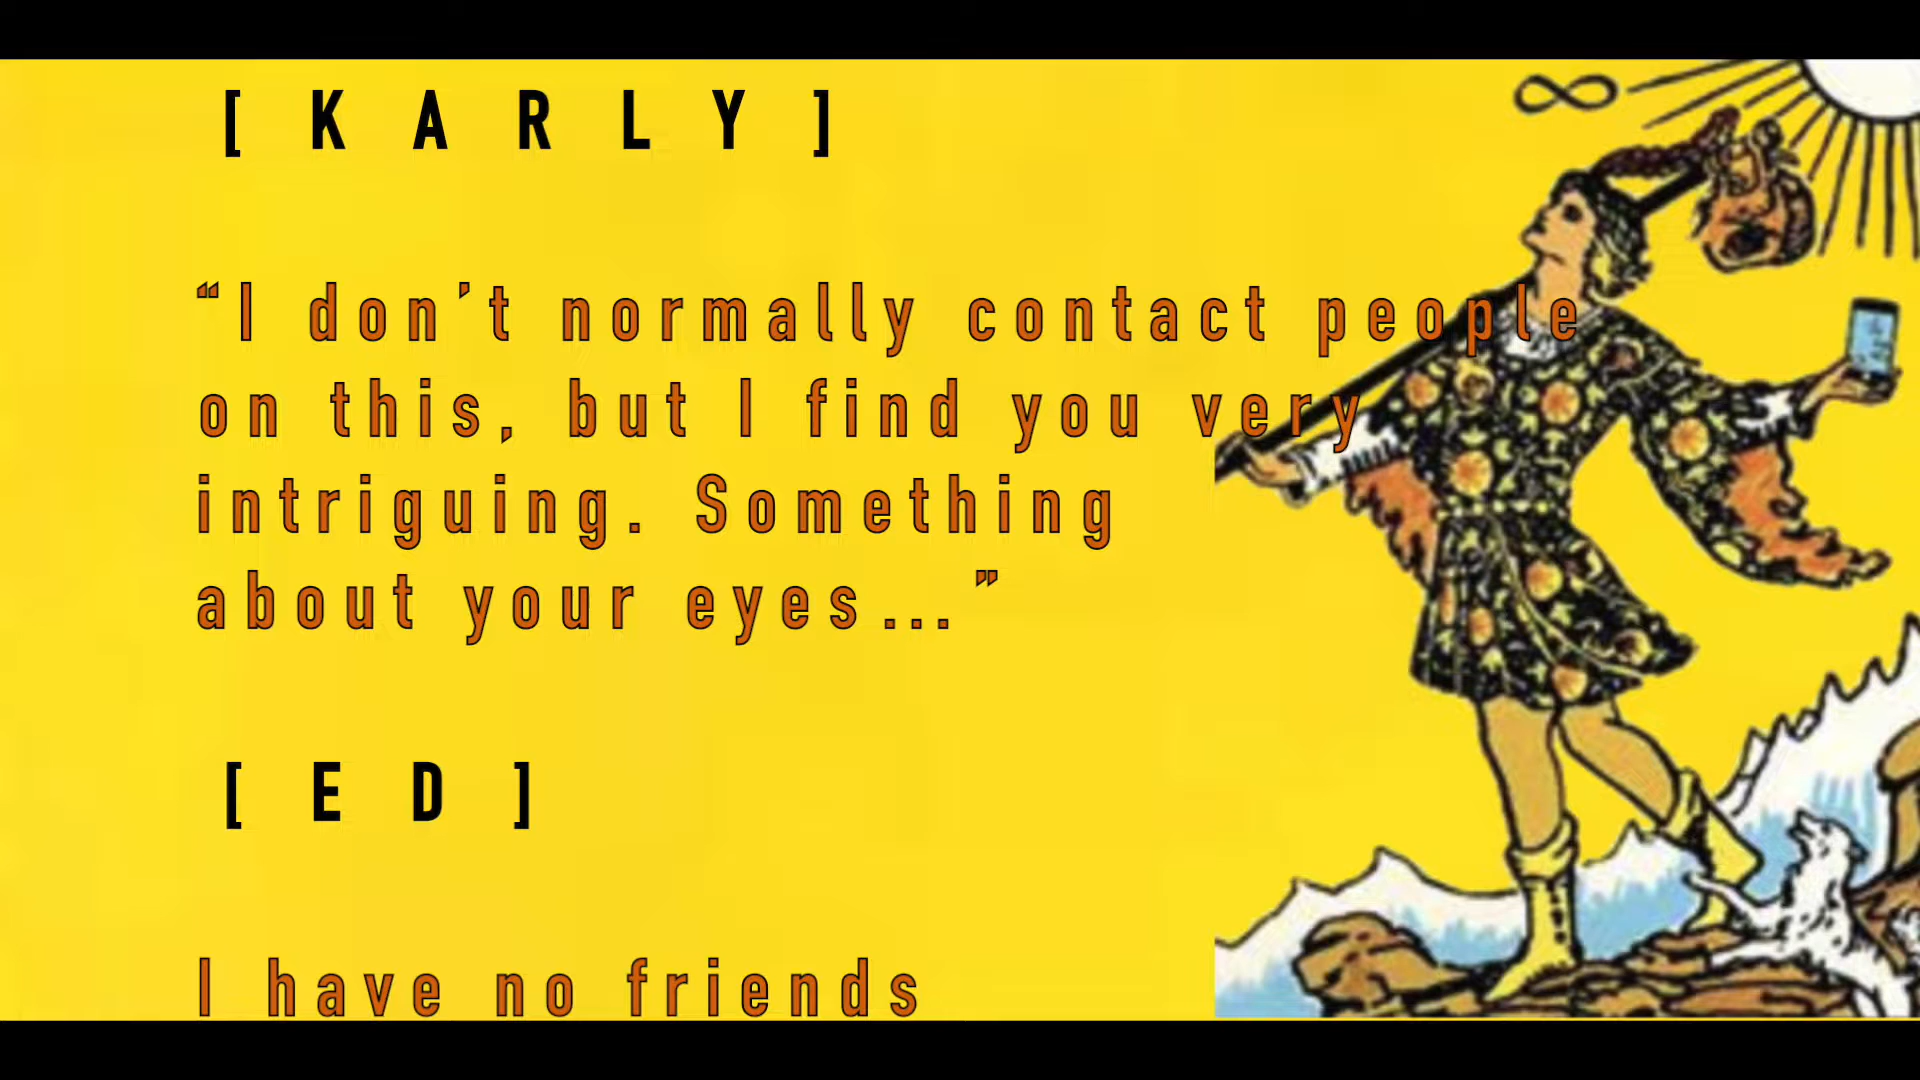 [ K A R L Y ]
“I don’t normally contact people
on this, but I find you very
intriguing. Something
about your eyes...”
[ E D ]
I have no friends